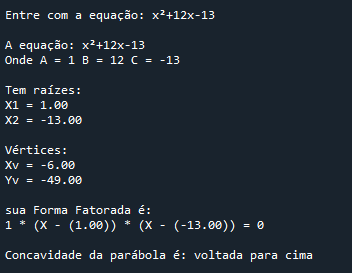 Entre com a equação: x²+12x-13
A equação: x²+12x-13
Onde A = 1 B = 12 C = -13
Tem raízes:
X1 = 1.00
X2 = -13.00
Vértices:
Xv = -6.00
Yv = -49.00
sua Forma Fatorada é:
1 * (X - (1.00)) * (X - (-13.00)) = 0
Concavidade da parábola é: voltada para cima